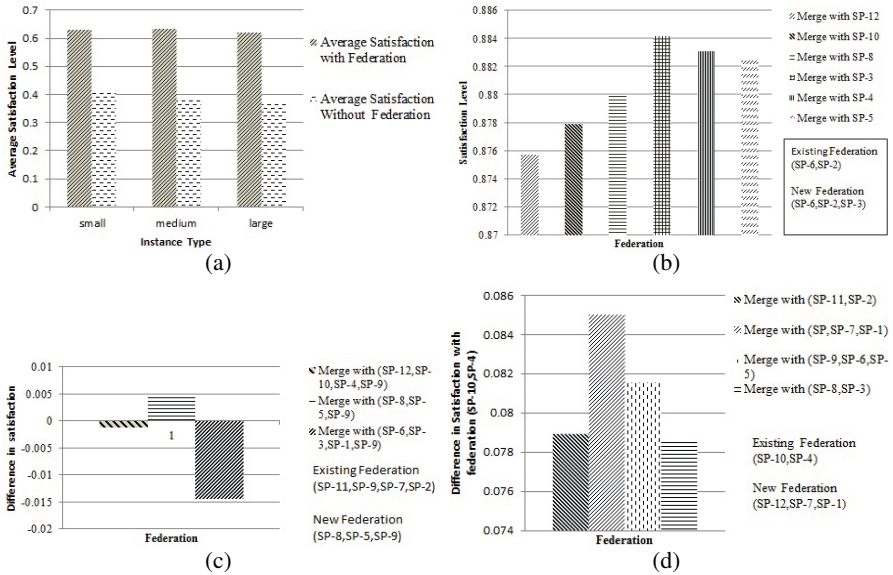 0.7
0.6
0.5
0.4
0.3
0.2
0.1
0
Average Satisfaction Level
small
medium
large
Instance Type
Average Satisfaction
with Federation
Average Satisfaction
Without Federation
(a)
0.886
0.884
0.882
0.88
0.878
0.876
0.874
0.872
0.87
Satisfaction Level
Federation
Merge with SP-12
Merge with SP-10
Merge with SP-8
Merge with SP-3
Merge with SP-4
Merge with SP-5
Existing Federation
(SP-6,SP-2)
New Federation
(SP-6,SP-2,SP-3)
(b)
0.01
0.005
0
-0.005
-0.01
-0.015
-0.02
Difference in satisfaction
1
Federation
Merge with (SP-12,SP-
10,SP-4,SP-9)
Merge with (SP-8,SP-
5,SP-9)
Merge with (SP-6,SP-
3,SP-1,SP-9)
Existing Federation
(SP-11,SP-9,SP-7,SP-2)
New Federation
(SP-8,SP-5,SP-9)
(c)
0.086
0.084
0.082
0.08
0.078
0.076
0.074
Difference in Satisfaction with
federation (SP-10,SP-4)
Federation
Merge with (SP-11,SP-2)
Merge with (SP,SP-7,SP-1)
Merge with (SP-9,SP-6,SP-
5)
Merge with (SP-8,SP-3)
Existing Federation
(SP-10,SP-4)
New Federation
(SP-12,SP-7,SP-1)
(d)